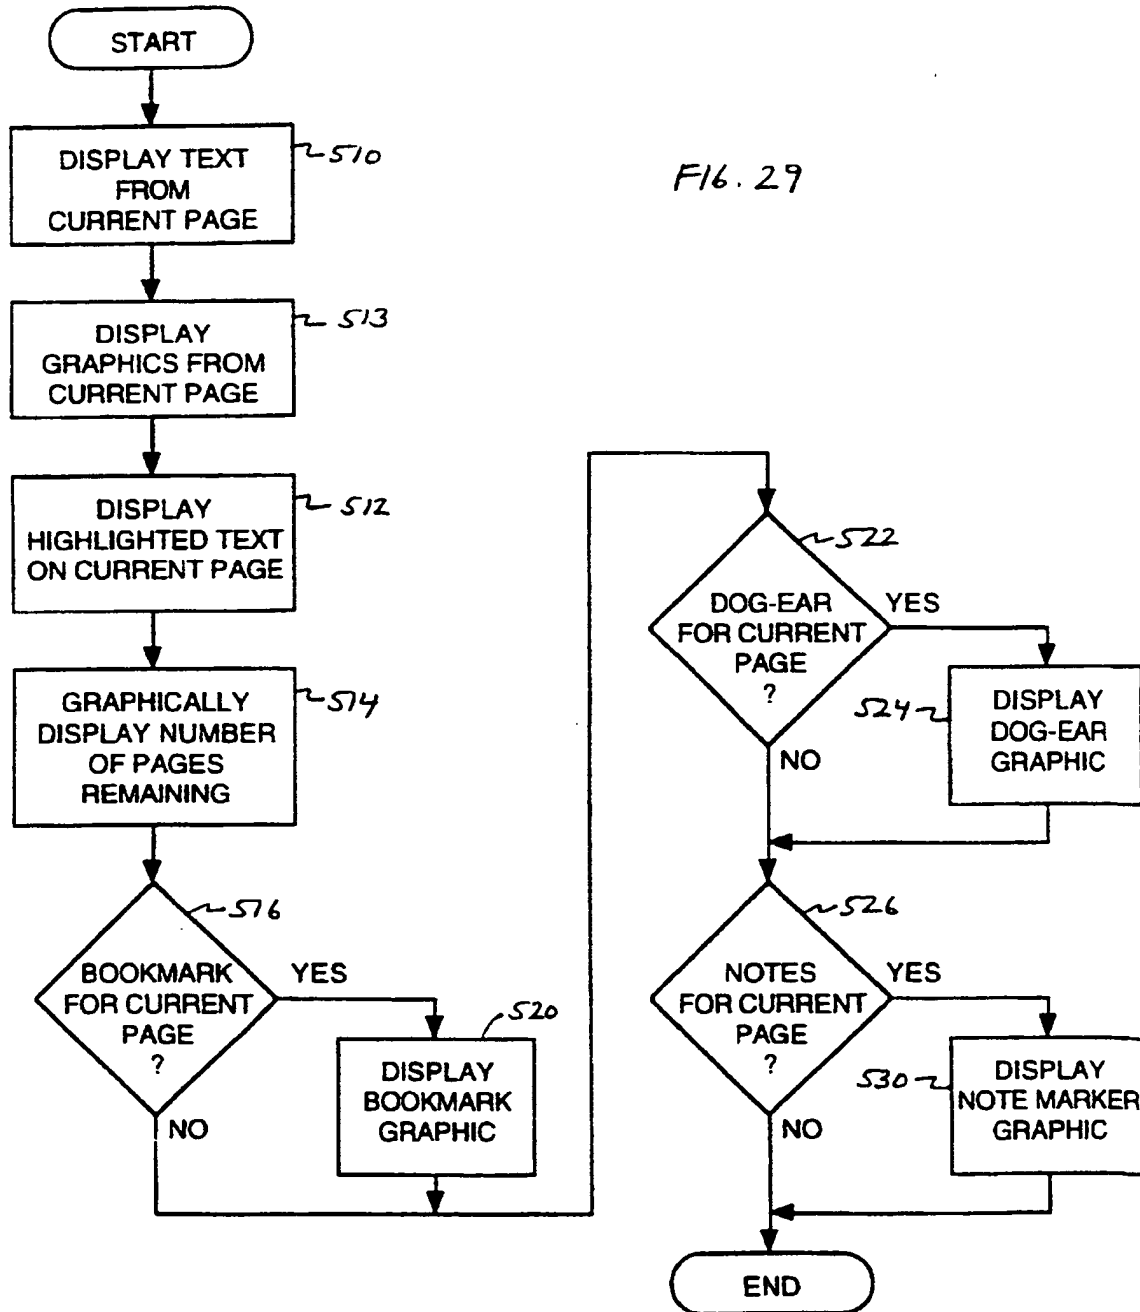 START
DISPLAY TEXT
FROM
CURRENT PAGE
510
FIG. 29
DISPLAY
GRAPHICS FROM
CURRENT PAGE
513
DISPLAY
HIGHLIGHTED TEXT
ON CURRENT PAGE
512
GRAPHICALLY
DISPLAY NUMBER
OF PAGES
REMAINING
514
BOOKMARK
FOR CURRENT
PAGE
?
516
YES
NO
DISPLAY
BOOKMARK
GRAPHIC
520
DOG-EAR
FOR CURRENT
PAGE
?
522
YES
NO
DISPLAY
DOG-EAR
GRAPHIC
524
NOTES
FOR CURRENT
PAGE
?
526
YES
NO
DISPLAY
NOTE MARKER
GRAPHIC
530
END